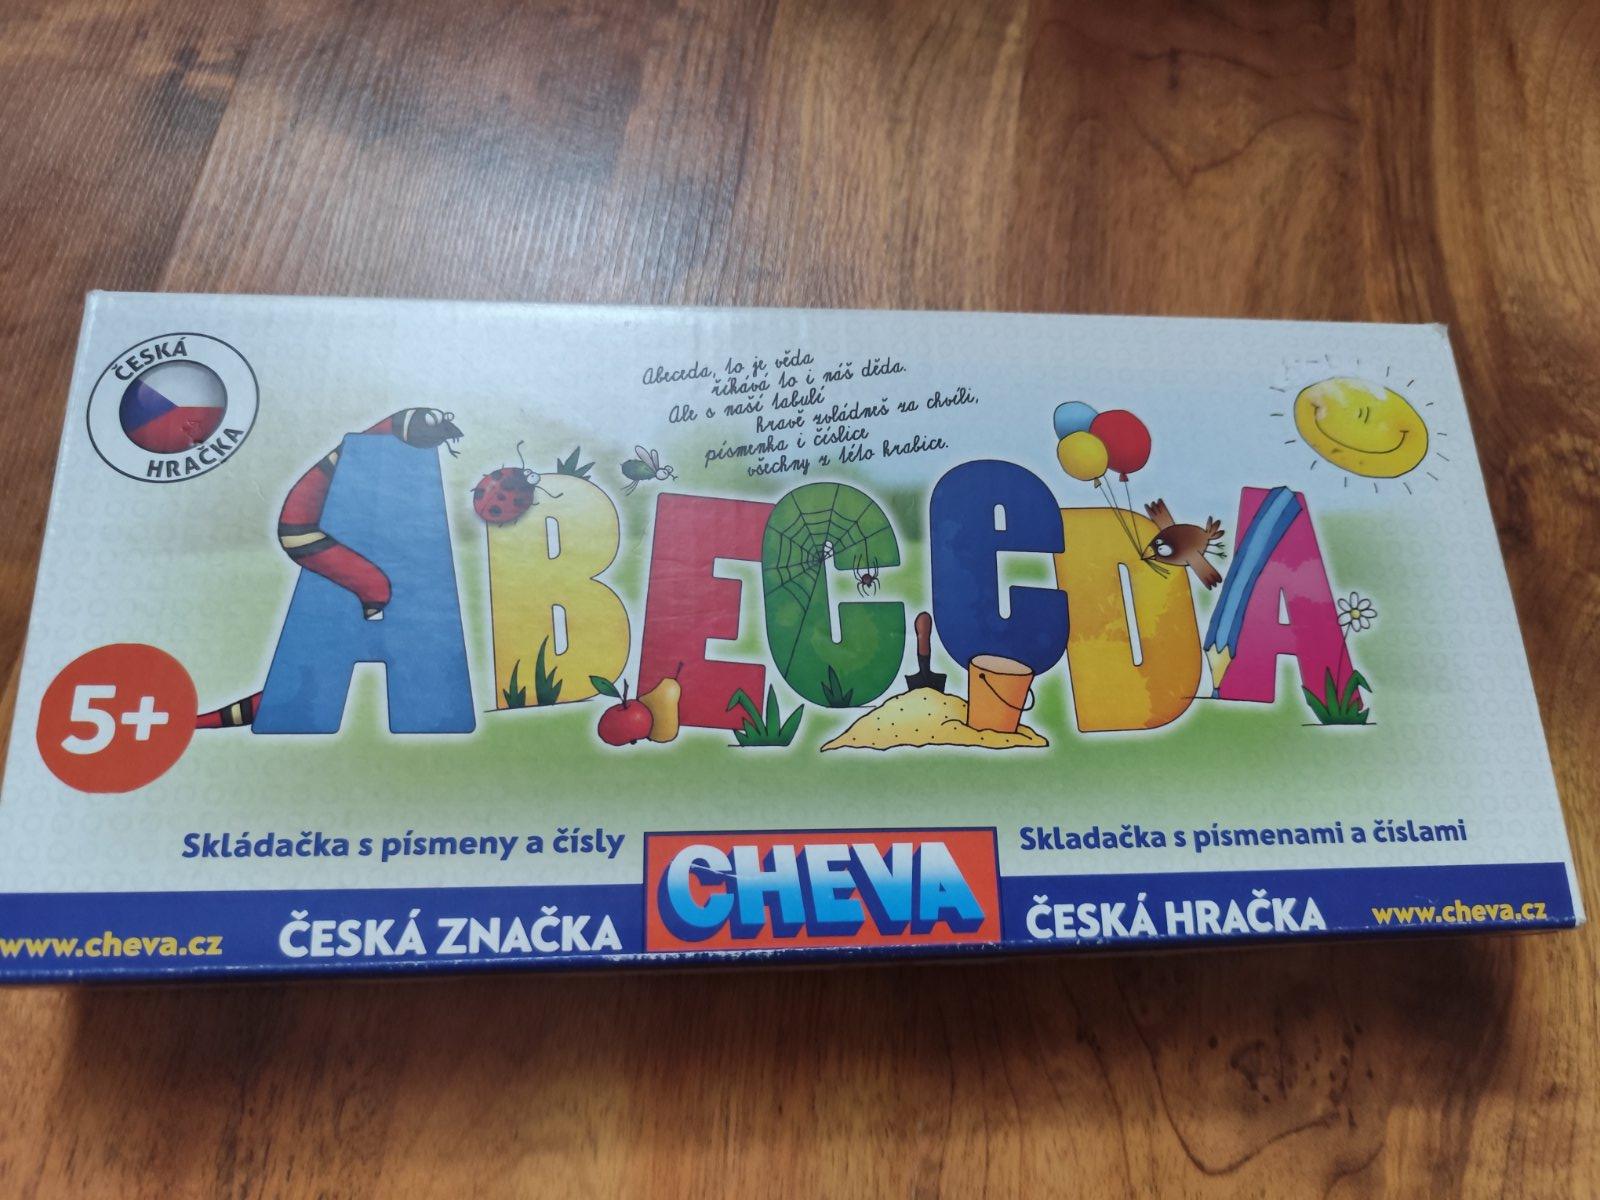 ČESKÁ
HRAČKA
Abeceda, to je věda
říkává to i náš děda.
Ale s naší tabulí
hravě zvládneš za chvíli,
písmenka i číslice
všechny z této krabice.
ABECeDA
5+
Skládačka s písmeny a čísly
CHEVA
Skladačka s písmenami a číslami
www.cheva.cz
ČESKÁ ZNAČKA
ČESKÁ HRAČKA
www.cheva.cz